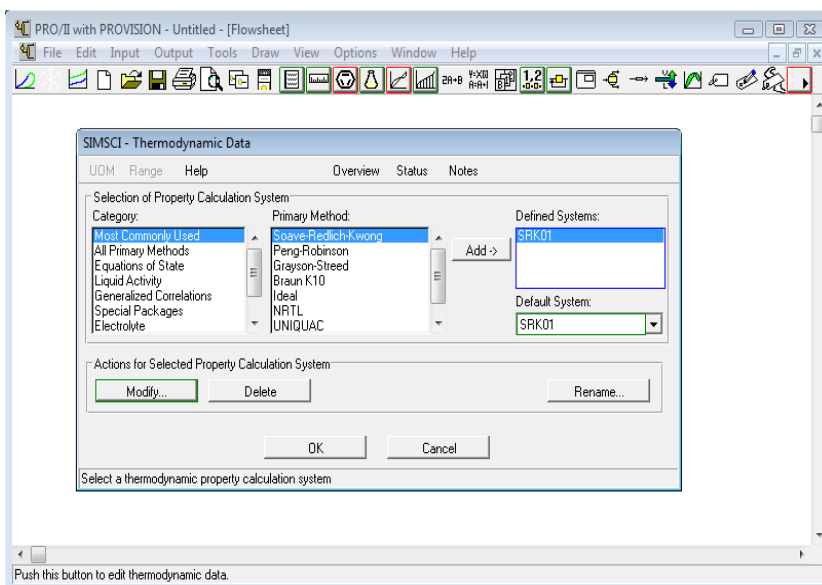 PRO/II with PROVISION - Untitled - [Flowsheet]
File Edit Input Output Tools Draw View Options Window Help
SIMSCI - Thermodynamic Data
UOM Range Help Overview Status Notes
Selection of Property Calculation System
Category: Primary Method: Defined Systems:
Most Commonly Used Soave-Redlich-Kwong SRK01
All Primary Methods Peng-Robinson Add ->
Equations of State Grayson-Streed
Liquid Activity Braun K10
Generalized Correlations Ideal Default System:
Special Packages NRTL SRK01
Electrolyte UNIQUAC
Actions for Selected Property Calculation System
Modify... Delete Rename...
OK Cancel
Select a thermodynamic property calculation system
Push this button to edit thermodynamic data.